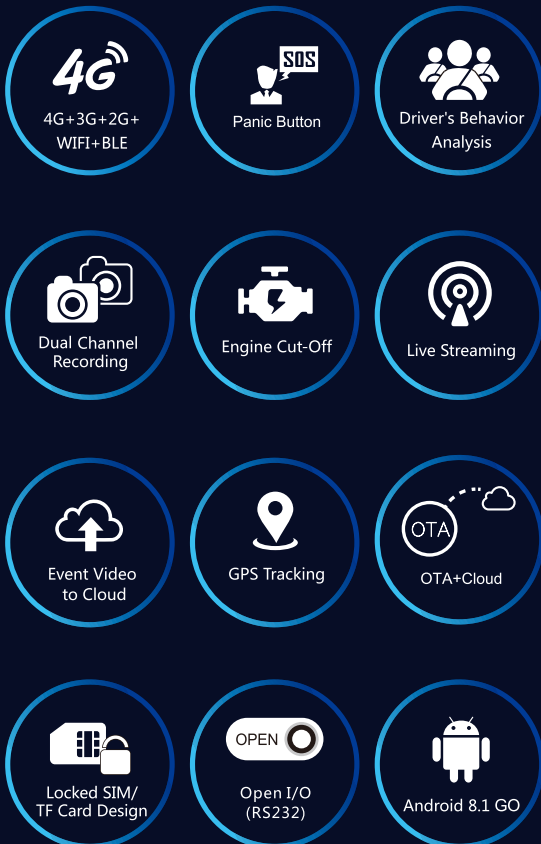 4G
4G+3G+2G+
WIFI+BLE
SOS
Panic Button
Driver's Behavior
Analysis
Dual Channel
Recording
Engine Cut-Off
Live Streaming
Event Video
to Cloud
GPS Tracking
OTA
OTA+Cloud
Locked SIM/
TF Card Design
OPEN
Open I/O
(RS232)
Android 8.1 GO